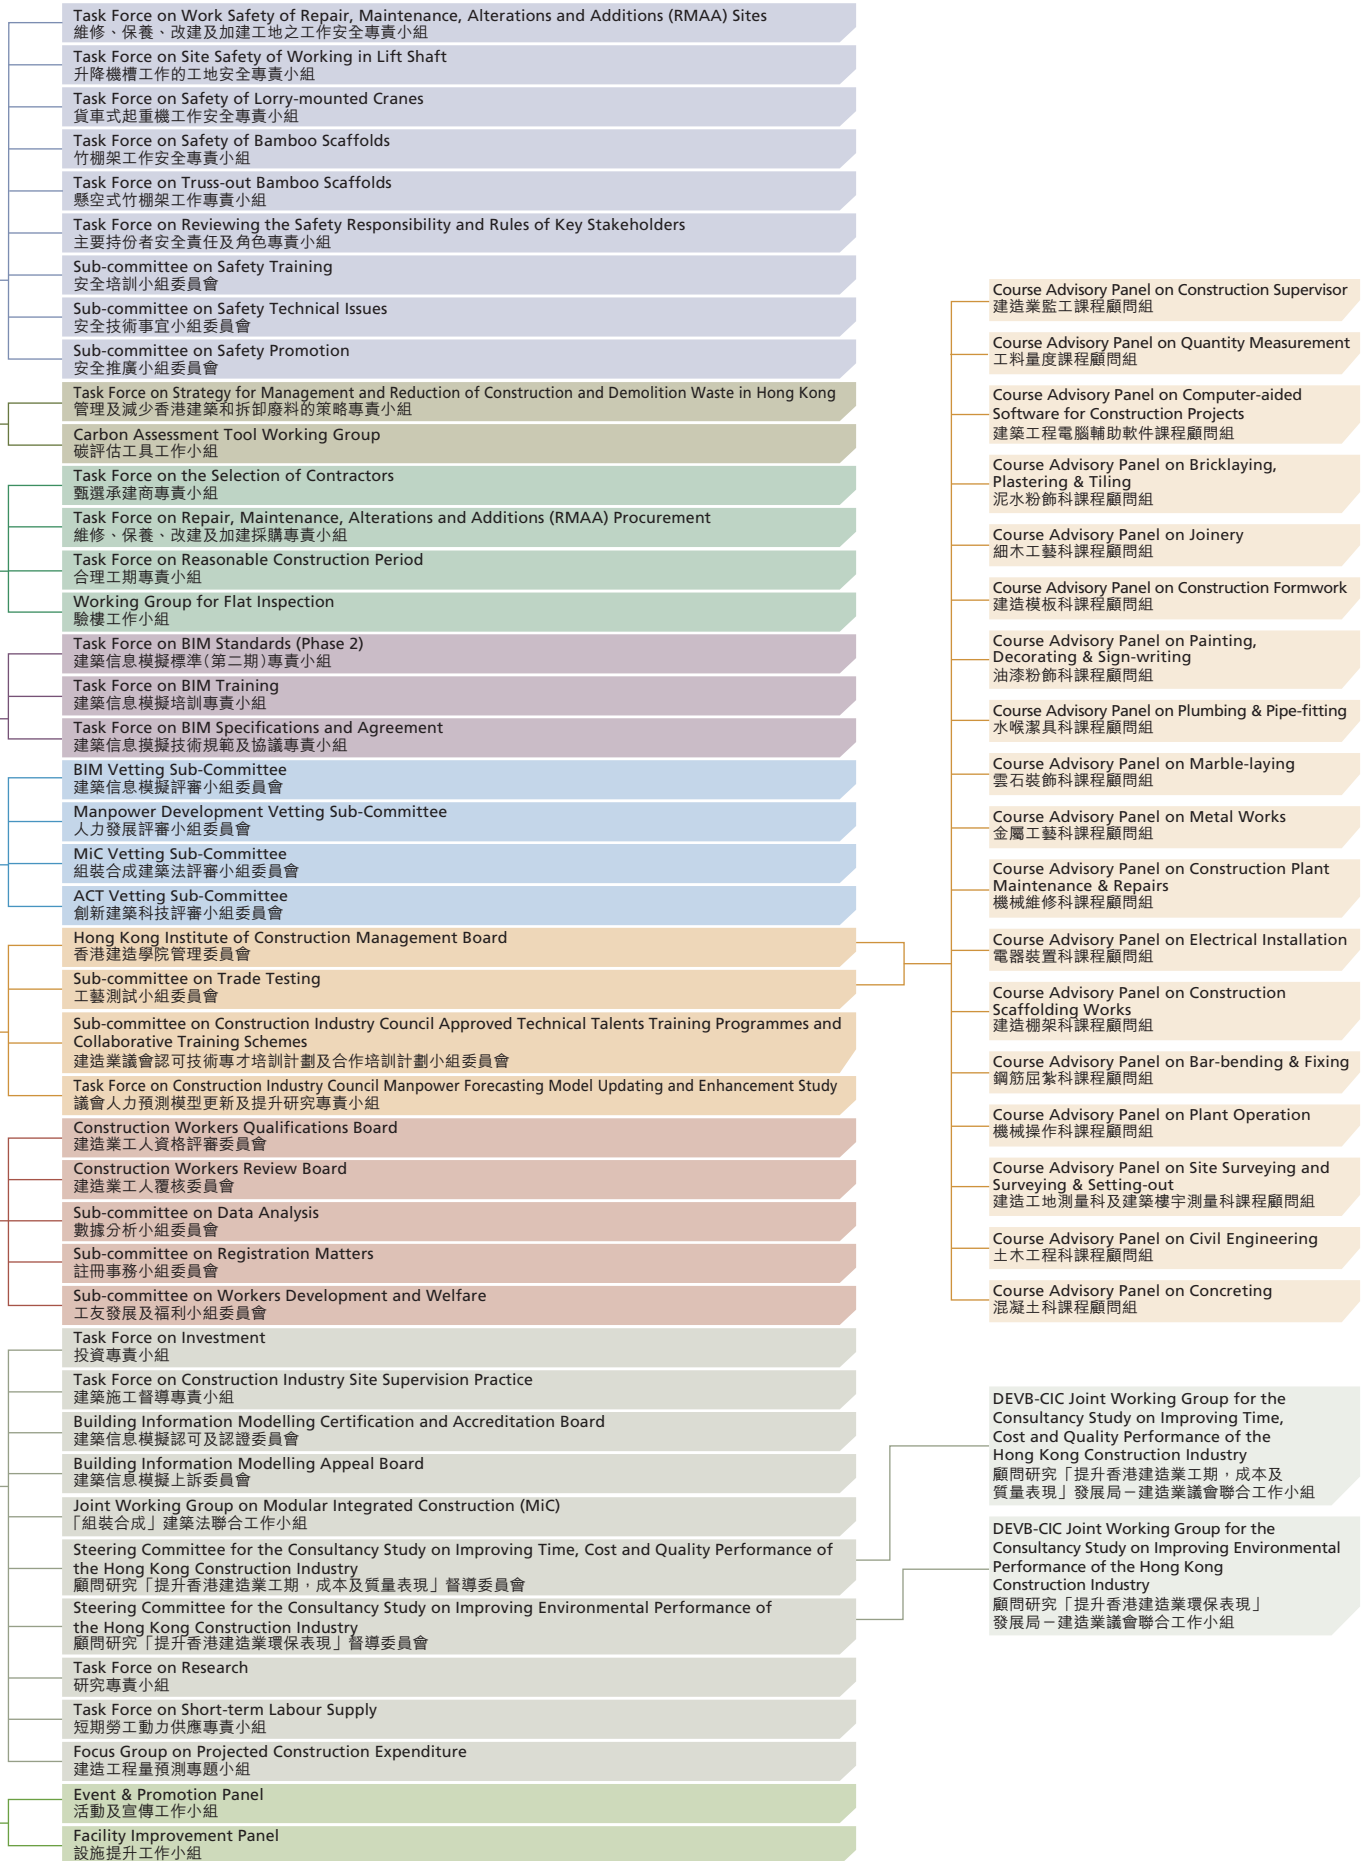 Task Force on Work Safety of Repair, Maintenance, Alterations and Additions (RMAA) Sites
維修、保養、改建及加建工地之工作安全專責小組
Task Force on Site Safety of Working in Lift Shaft
升降機槽工作的工地安全專責小組
Task Force on Safety of Lorry-mounted Cranes
貨車式起重機工作安全專責小組
Task Force on Safety of Bamboo Scaffolds
竹棚架工作安全專責小組
Task Force on Truss-out Bamboo Scaffolds
懸空式竹棚架工作專責小組
Task Force on Reviewing the Safety Responsibility and Rules of Key Stakeholders
主要持份者安全責任及角色專責小組
Sub-committee on Safety Training
安全培訓小組委員會
Sub-committee on Safety Technical Issues
安全技術事宜小組委員會
Sub-committee on Safety Promotion
安全推廣小組委員會
Task Force on Strategy for Management and Reduction of Construction and Demolition Waste in Hong Kong
管理及減少香港建築和拆卸廢料的策略專責小組
Carbon Assessment Tool Working Group
碳評估工具工作小組
Task Force on the Selection of Contractors
甄選承建商專責小組
Task Force on Repair, Maintenance, Alterations and Additions (RMAA) Procurement
維修、保養、改建及加建採購專責小組
Task Force on Reasonable Construction Period
合理工期專責小組
Working Group for Flat Inspection
驗樓工作小組
Task Force on BIM Standards (Phase 2)
建築信息模擬標準(第二期)專責小組
Task Force on BIM Training
建築信息模擬培訓專責小組
Task Force on BIM Specifications and Agreement
建築信息摸擬技術規範及協議專責小組
BIM Vetting Sub-Committee
建築信息模擬評審小組委員會
Manpower Development Vetting Sub-Committee
人力發展評審小組委員會
MiC Vetting Sub-Committee
組裝合成建築法評審小組委員會
ACT Vetting Sub-Committee
創新建築科技評審小組委員會
Hong Kong Institute of Construction Management Board
香港建造學院管理委員會
Sub-committee on Trade Testing
工藝測試小組委員會
Sub-committee on Construction Industry Council Approved Technical Talents Training Programmes and
Collaborative Training Schemes
建造業議會認可技術專才培訓計劃及合作培訓計劃小組委員會
Task Force on Construction Industry Council Manpower Forecasting Model Updating and Enhancement Study
議會人力預測模型更新及提升研究專責小組
Construction Workers Qualifications Board
建造業工人資格評審委員會
Construction Workers Review Board
建造業工人覆核委員會
Sub-committee on Data Analysis
數據分析小組委員會
Sub-committee on Registration Matters
註冊事務小組委員會
Sub-committee on Workers Development and Welfare
工友發展及福利小組委員會
Task Force on Investment
投資專責小組
Task Force on Construction Industry Site Supervision Practice
建築施工督導專責小組
Building Information Modelling Certification and Accreditation Board
建築信息模擬認可及認證委員會
Building Information Modelling Appeal Board
建築信息模擬上訴委員會
Joint Working Group on Modular Integrated Construction (MiC)
「組裝合成」建築法聯合工作小組
Steering Committee for the Consultancy Study on Improving Time, Cost and Quality Performance of
the Hong Kong Construction Industry
顧問研究「提升香港建造業工期，成本及質量表現」督導委員會
Steering Committee for the Consultancy Study on Improving Environmental Performance of
the Hong Kong Construction Industry
顧問研究「提升香港建造業環保表現」督導委員會
Task Force on Research
研究專責小組
Task Force on Short-term Labour Supply
短期勞工動力供應專責小組
Focus Group on Projected Construction Expenditure
建造工程量預測專題小組
Event & Promotion Panel
活動及宣傳工作小組
Facility Improvement Panel
設施提升工作小組
Course Advisory Panel on Construction Supervisor
建造業監工課程顧問組
Course Advisory Panel on Quantity Measurement
工料量度課程顧問組
Course Advisory Panel on Computer-aided
Software for Construction Projects
建築工程電腦輔助軟件課程顧問組
Course Advisory Panel on Bricklaying,
Plastering & Tiling
泥水粉飾科課程顧問組
Course Advisory Panel on Joinery
細木工藝科課程顧問組
Course Advisory Panel on Construction Formwork
建造模板科課程顧問組
Course Advisory Panel on Painting,
Decorating & Sign-writing
油漆粉飾科課程顧問組
Course Advisory Panel on Plumbing & Pipe-fitting
水喉潔具科課程顧問組
Course Advisory Panel on Marble-laying
雲石裝飾科課程顧問組
Course Advisory Panel on Metal Works
金屬工藝科課程顧問組
Course Advisory Panel on Construction Plant
Maintenance & Repairs
機械維修科課程顧問組
Course Advisory Panel on Electrical Installation
電器裝置科課程顧問組
Course Advisory Panel on Construction
Scaffolding Works
建造棚架科課程顧問組
Course Advisory Panel on Bar-bending & Fixing
鋼筋屈紮科課程顧問組
Course Advisory Panel on Plant Operation
機械操作科課程顧問組
Course Advisory Panel on Site Surveying and
Surveying & Setting-out
建造工地測量科及建築樓宇測量科課程顧問組
Course Advisory Panel on Civil Engineering
土木工程科課程顧問組
Course Advisory Panel on Concreting
混凝土科課程顧問組
DEVB-CIC Joint Working Group for the
Consultancy Study on Improving Time,
Cost and Quality Performance of the
Hong Kong Construction Industry
顧問研究「提升香港建造業工期，成本及
質量表現」發展局－建造業議會聯合工作小組
DEVB-CIC Joint Working Group for the
Consultancy Study on Improving Environmental
Performance of the Hong Kong
Construction Industry
顧問研究「提升香港建造業環保表現」
發展局－建造業議會聯合工作小組